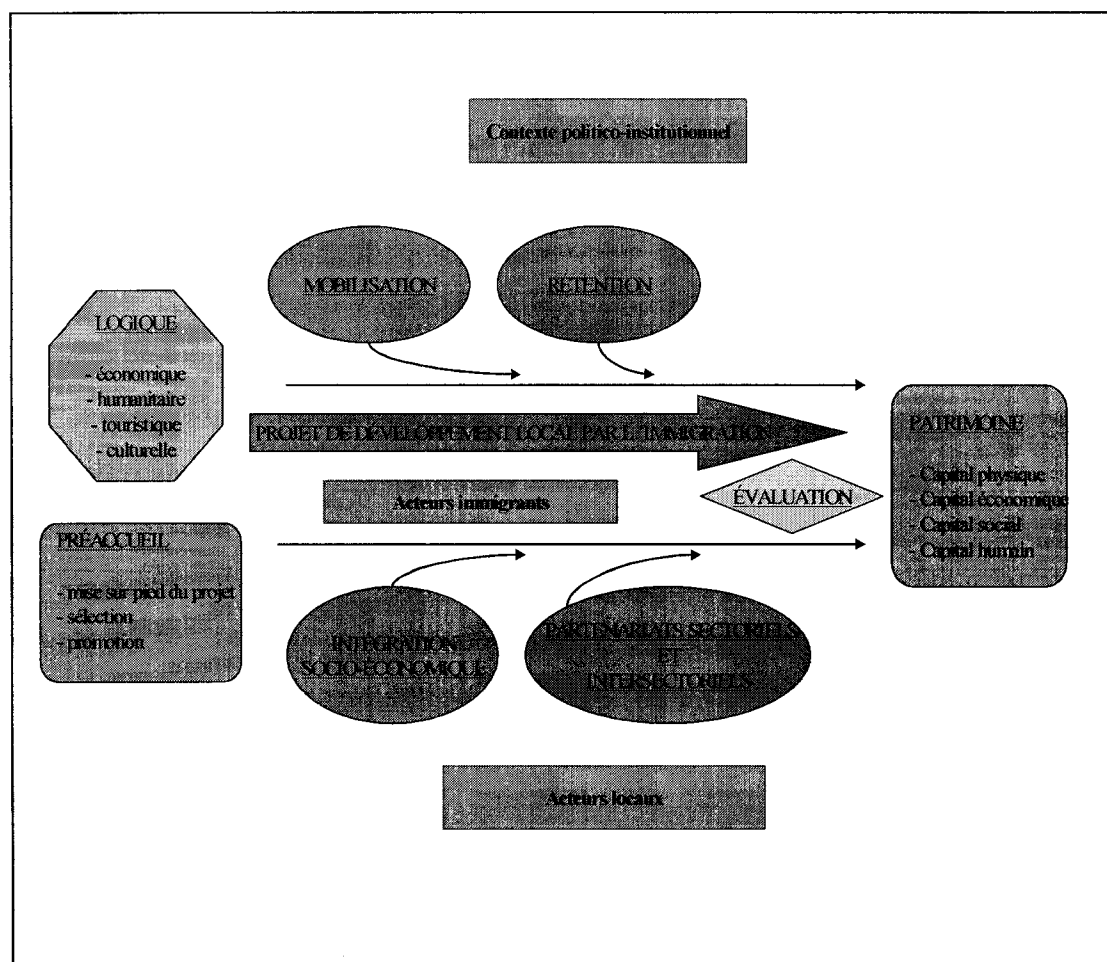 Contexte politico-institutionnel
MOBILISATION
RÉTENTION
LOGIQUE
- économique
- humanitaire
- touristique
- culturelle
PROJET DE DÉVELOPPEMENT LOCAL PAR L'IMMIGRATION
PATRIMOINE
- Capital physique
- Capital économique
- Capital social
- Capital humain
Acteurs immigrants
ÉVALUATION
PRÉACCUEIL
- mise sur pied du projet
- sélection
- promotion
INTÉGRATION
SOCIO-ÉCONOMIQUE
PARTENARIATS SECTORIELS
ET
INTERSECTORIELS
Acteurs locaux